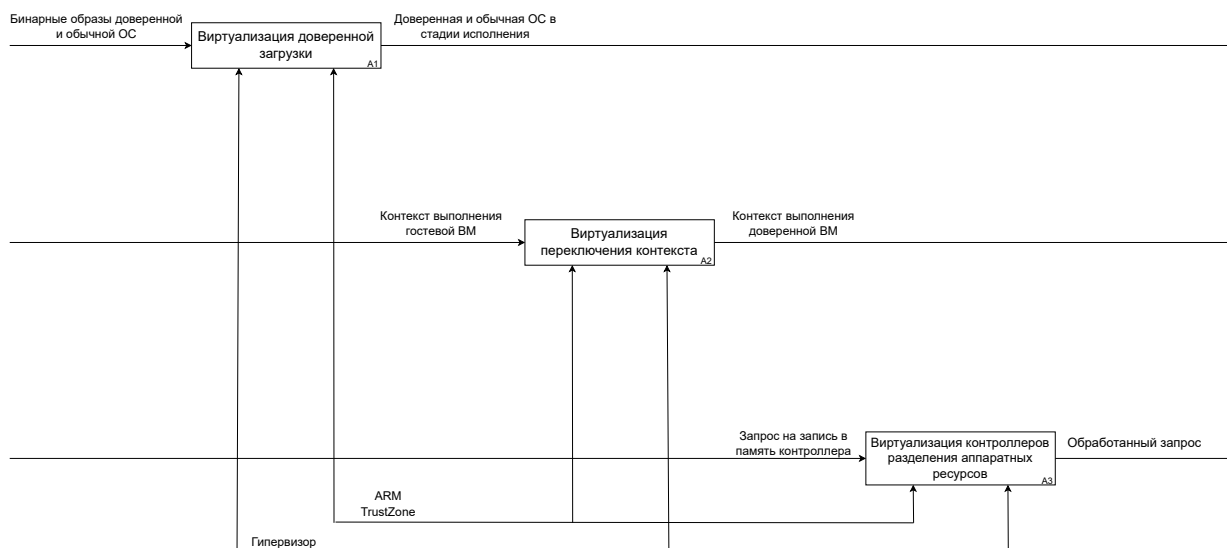 Бинарные образы доверенной
и обычной ОС
Виртуализация доверенной
загрузки
A1
Доверенная и обычная ОС в
стадии исполнения
Контекст выполнения
гостевой ВМ
Виртуализация
переключения контекста
A2
Контекст выполнения
доверенной ВМ
Запрос на запись в
память контроллера
Виртуализация контроллеров
разделения аппаратных
ресурсов
A3
Обработанный запрос
ARM
TrustZone
Гипервизор